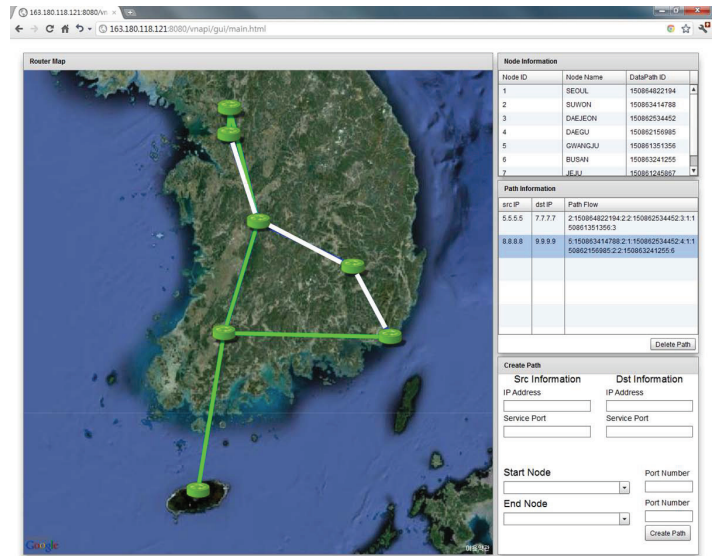 163.180.118.121:8080/vn
163.180.118.121:8080/vnapi/gui/main.html
Router Map
Google
이용약관
Node Information
Node ID Node Name DataPath ID
1 SEOUL 150864822194
2 SUWON 150863414788
3 DAEJEON 150862534452
4 DAEGU 150862156985
5 GWANGJU 150861351356
6 BUSAN 150863241255
7 JEJU 150861245867
Path Information
src IP dst IP Path Flow
5.5.5.5 7.7.7.7 2:150864822194:2:2:150862534452:3:1:1
50861351356:3
8.8.8.8 9.9.9.9 5:150863414788:2:1:150862534452:4:1:1
50862156985:2:2:150863241255:6
Delete Path
Create Path
Src Information Dst Information
IP Address IP Address
Service Port Service Port
Start Node Port Number
End Node Port Number
Create Path